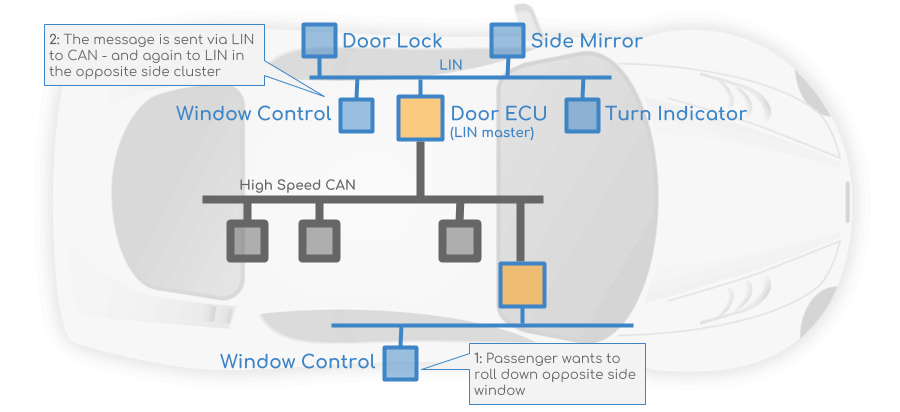 2: The message is sent via LIN
to CAN - and again to LIN in
the opposite side cluster
Door Lock
Side Mirror
LIN
Window Control
Door ECU
(LIN master)
Turn Indicator
High Speed CAN
Window Control
1: Passenger wants to
roll down opposite side
window